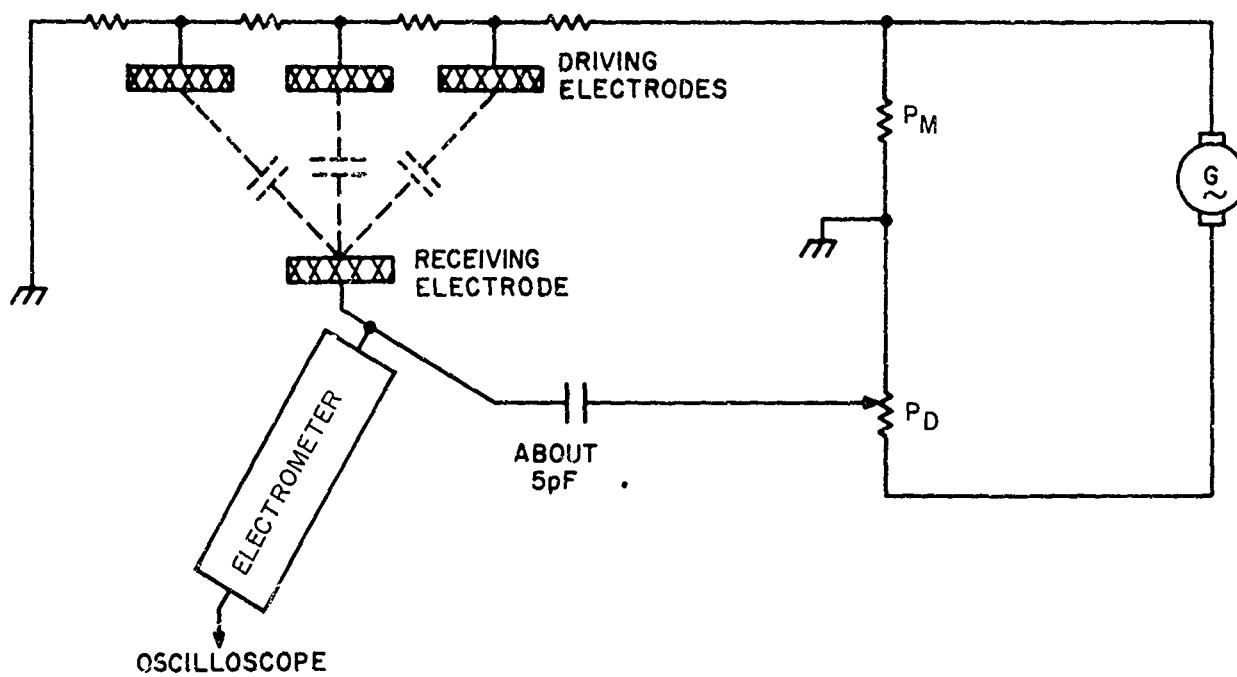 DRIVING
ELECTRODES
P_M
G
RECEIVING
ELECTRODE
P_D
ABOUT
5pF
ELECTROMETER
OSCILLOSCOPE